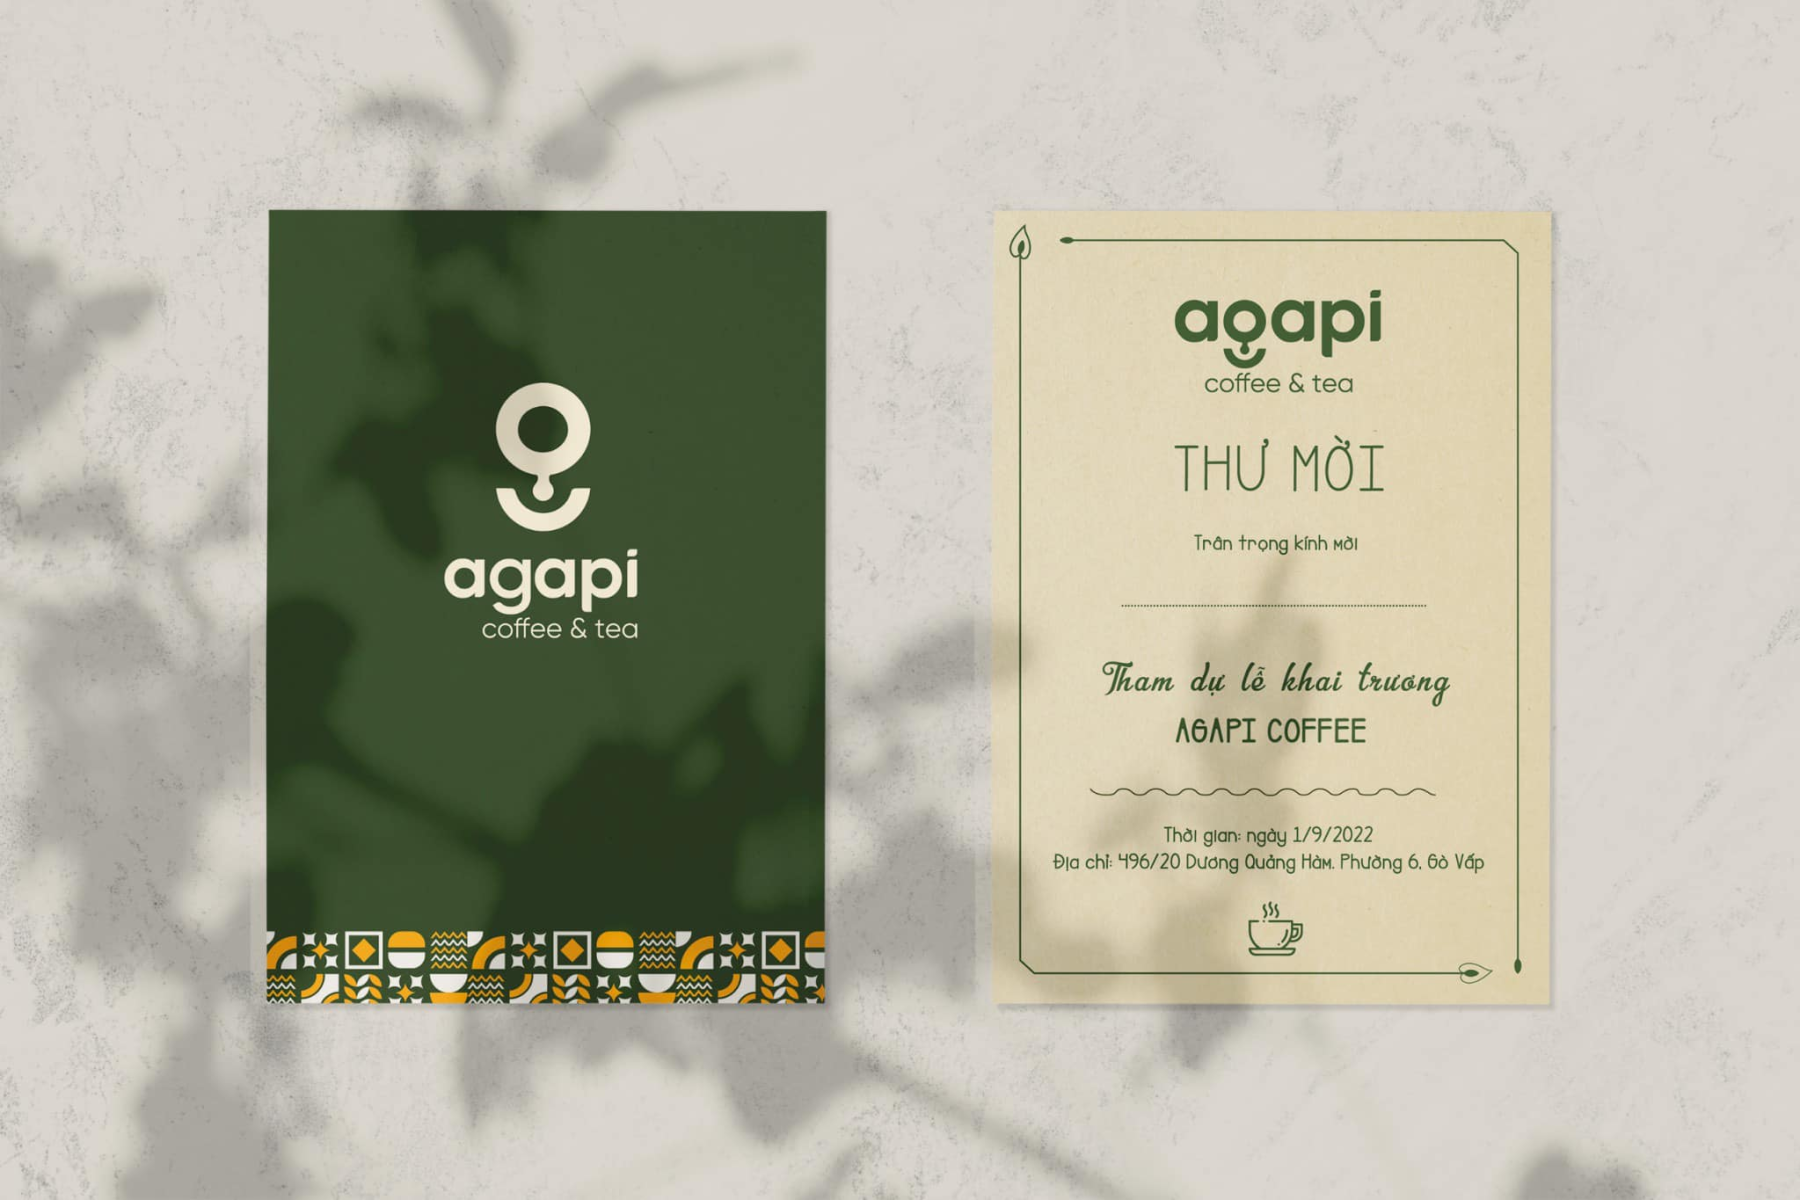 agapi
coffee & tea
agapi
coffee & tea
THƯ MỜI
Trân trọng kính mời
Tham dự lễ khai trương
AGAPI COFFEE
Thời gian: ngày 1/9/2022
Địa chỉ: 496/20 Dương Quảng Hàm. Phường 6, Gò Vấp